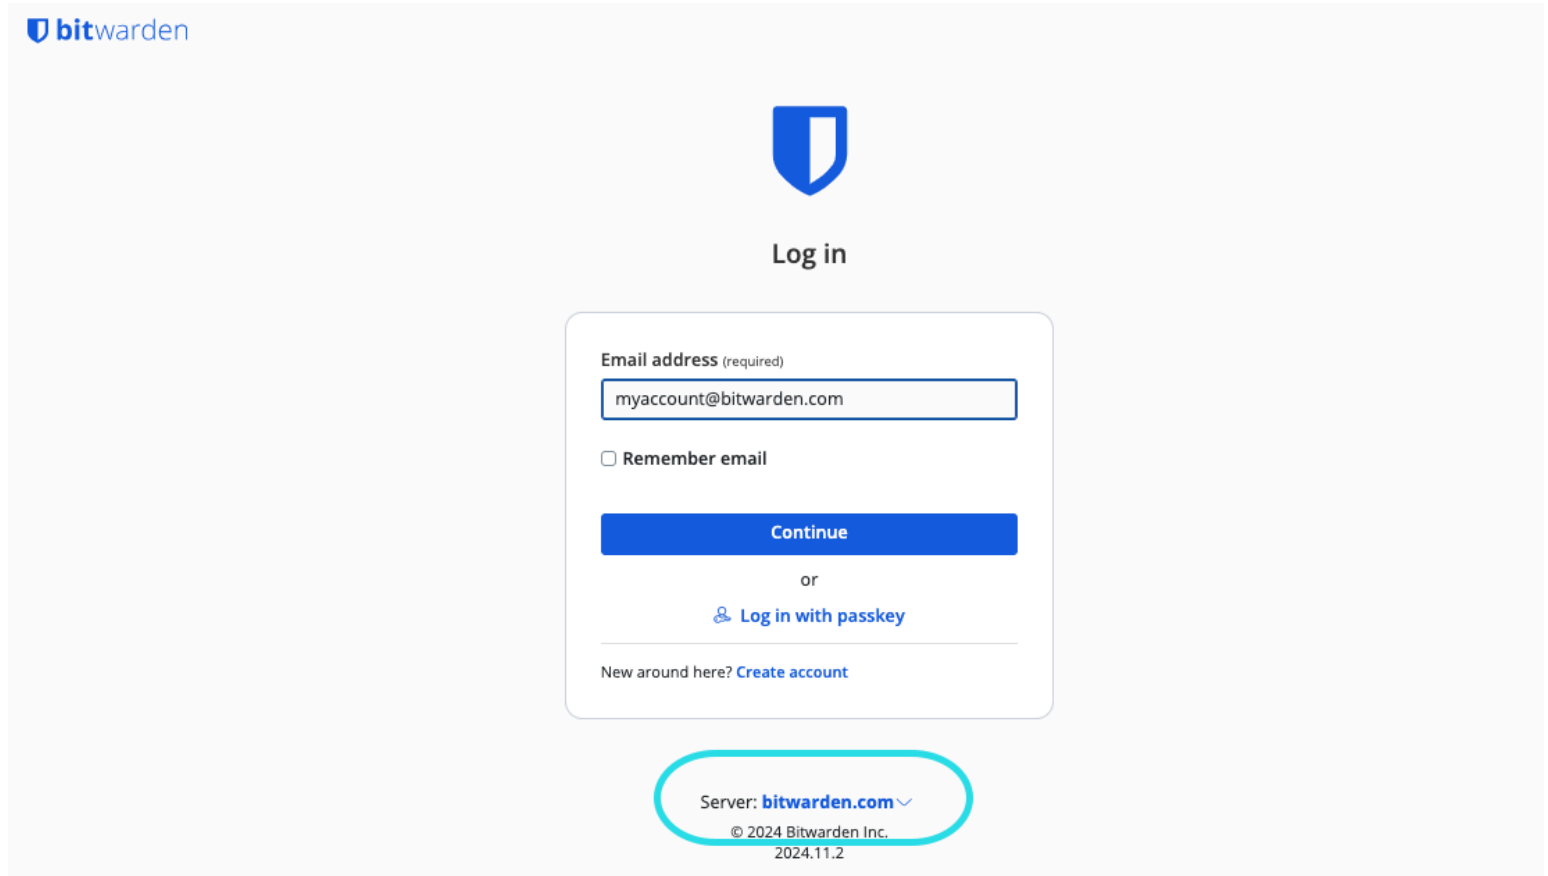 bitwarden
Log in
Email address (required)
myaccount@bitwarden.com
Remember email
Continue
or
Log in with passkey
New around here? Create account
Server: bitwarden.com
© 2024 Bitwarden Inc.
2024.11.2